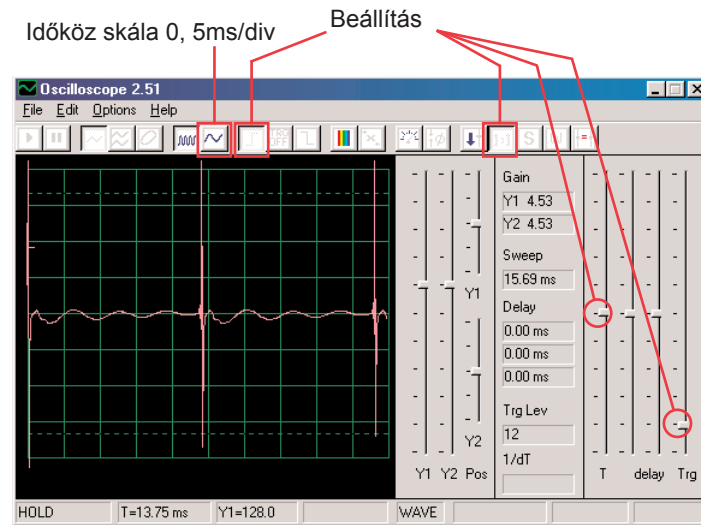 Időköz skála 0, 5ms/div
Beállítás
Oscilloscope 2.51
File Edit Options Help
TRG
OFF
S
Gain
Y1 4.53
Y2 4.53
Sweep
15.69 ms
Y1
Delay
0.00 ms
0.00 ms
0.00 ms
Trg Lev
12
Y2
1/dT
Y1 Y2 Pos
T delay Trg
HOLD T=13.75 ms Y1=128.0 WAVE